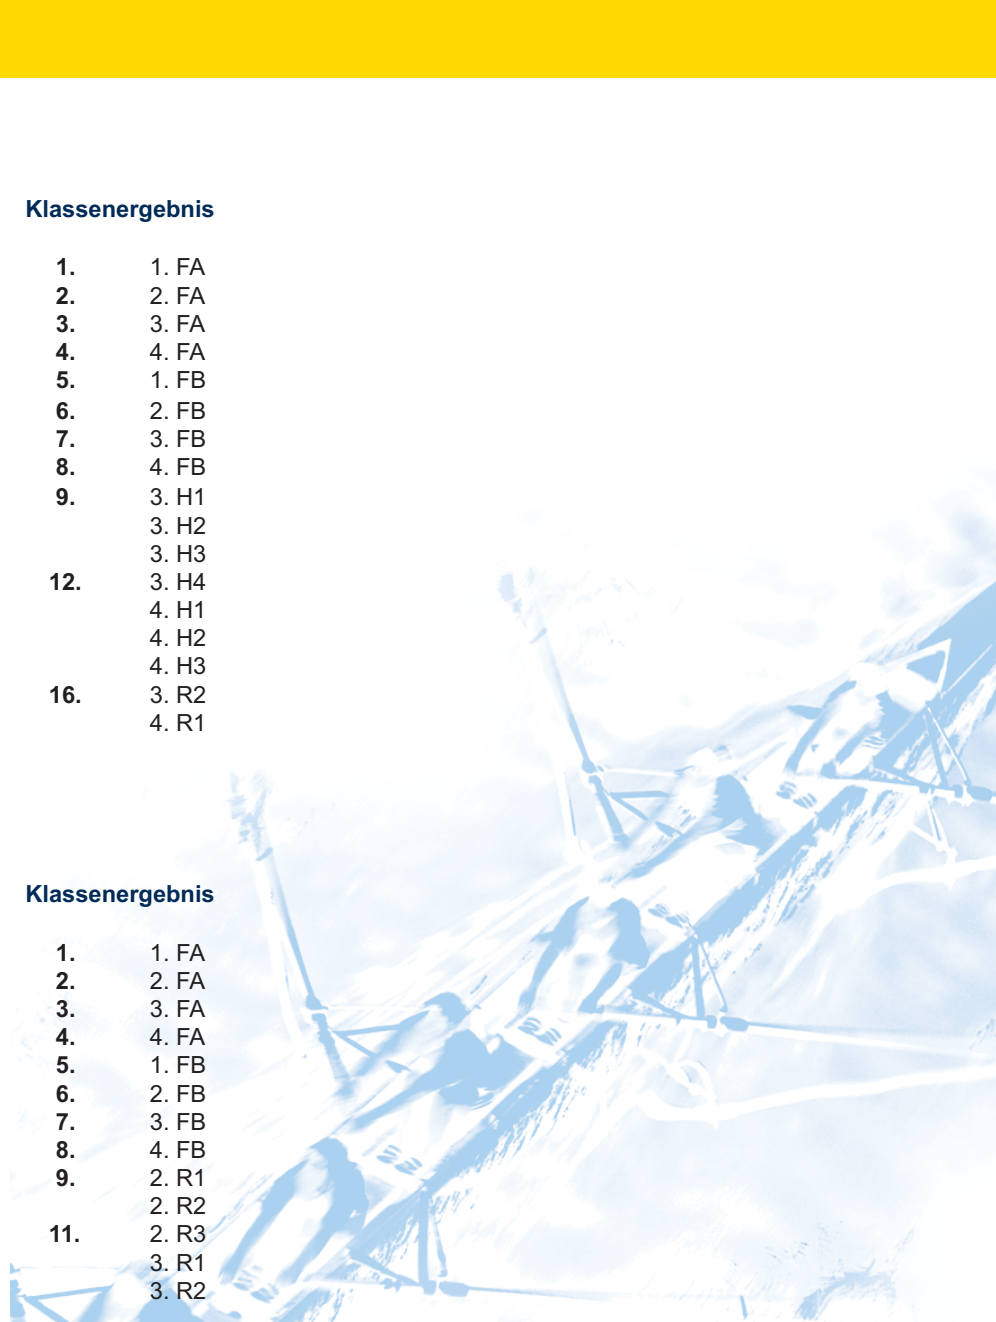 Klassenergebnis
1. 1. FA
2. 2. FA
3. 3. FA
4. 4. FA
5. 1. FB
6. 2. FB
7. 3. FB
8. 4. FB
9. 3. H1
3. H2
3. H3
12. 3. H4
4. H1
4. H2
4. H3
16. 3. R2
4. R1
Klassenergebnis
1. 1. FA
2. 2. FA
3. 3. FA
4. 4. FA
5. 1. FB
6. 2. FB
7. 3. FB
8. 4. FB
9. 2. R1
2. R2
11. 2. R3
3. R1
3. R2